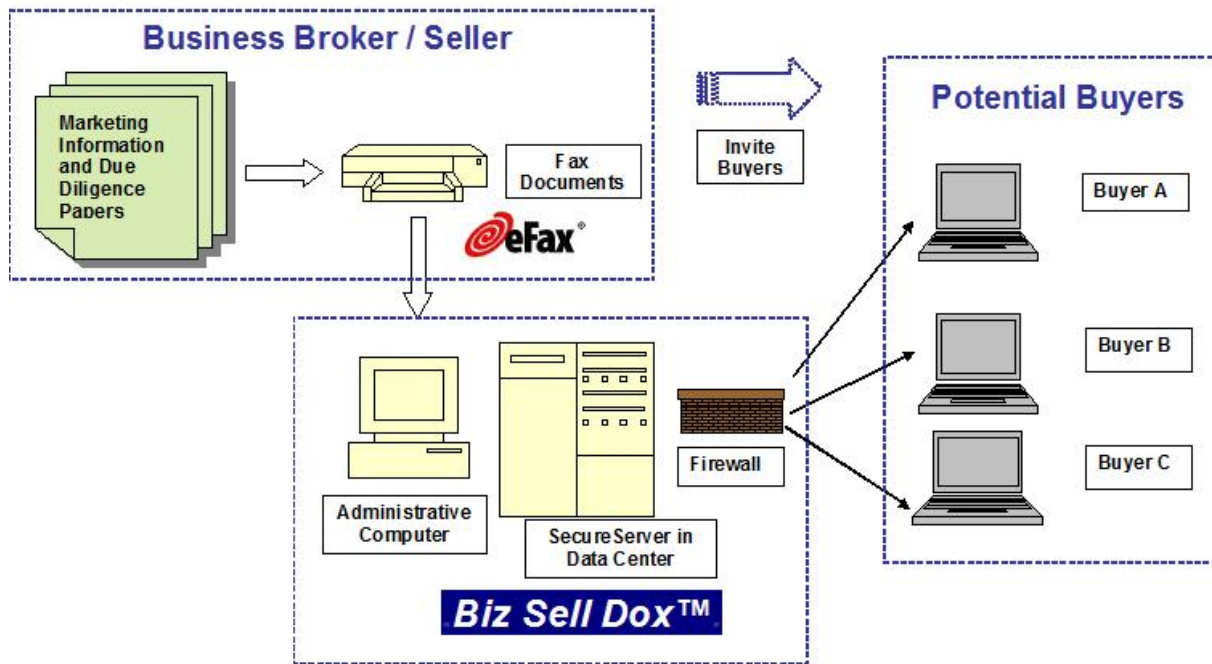 Business Broker / Seller
Marketing
Information
and Due
Diligence
Papers
Fax
Documents
eFax®
Invite
Buyers
Potential Buyers
Buyer A
Buyer B
Buyer C
Firewall
Administrative
Computer
SecureServer in
Data Center
Biz Sell Dox™